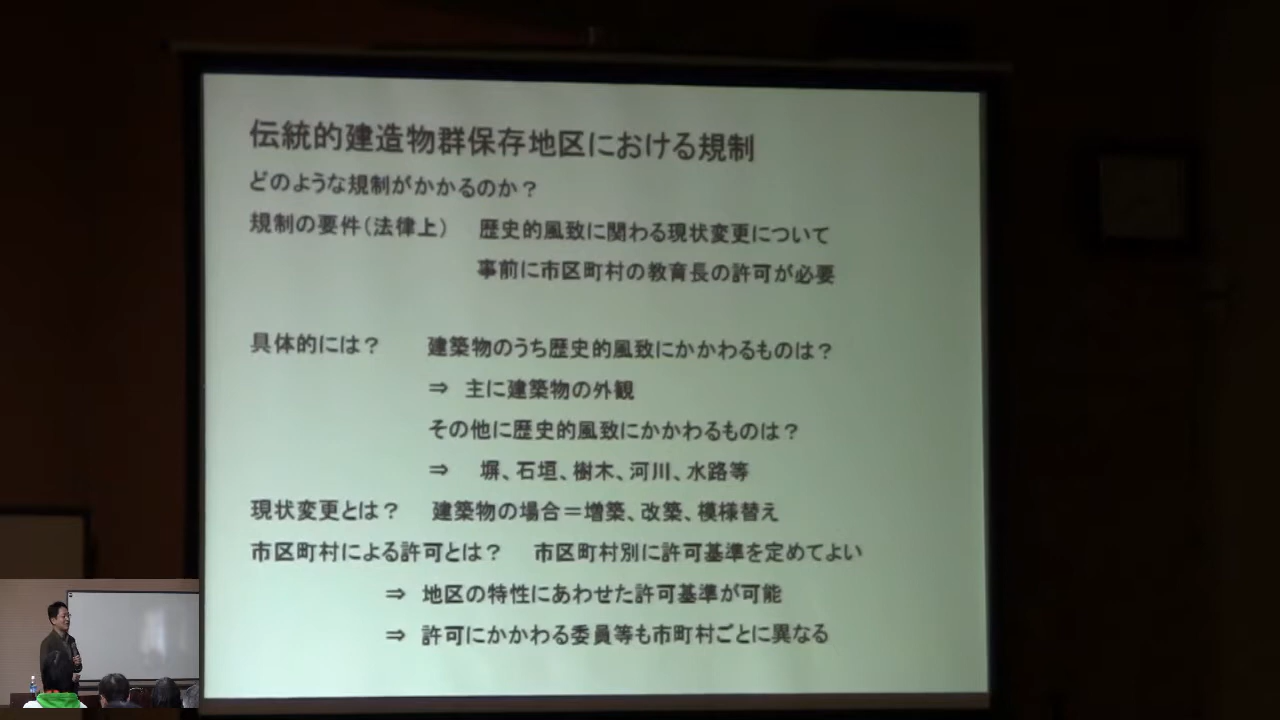 伝統的建造物群保存地区における規制
どのような規制がかかるのか？
規制の要件（法律上）　歴史的風致に関わる現状変更について
事前に市区町村の教育長の許可が必要
具体的には？　建築物のうち歴史的風致にかかわるものは？
⇒　主に建築物の外観
その他に歴史的風致にかかわるものは？
⇒　塀、石垣、樹木、河川、水路等
現状変更とは？　建築物の場合＝増築、改築、模様替え
市区町村による許可とは？　市区町村別に許可基準を定めてよい
⇒　地区の特性にあわせた許可基準が可能
⇒　許可にかかわる委員等も市町村ごとに異なる